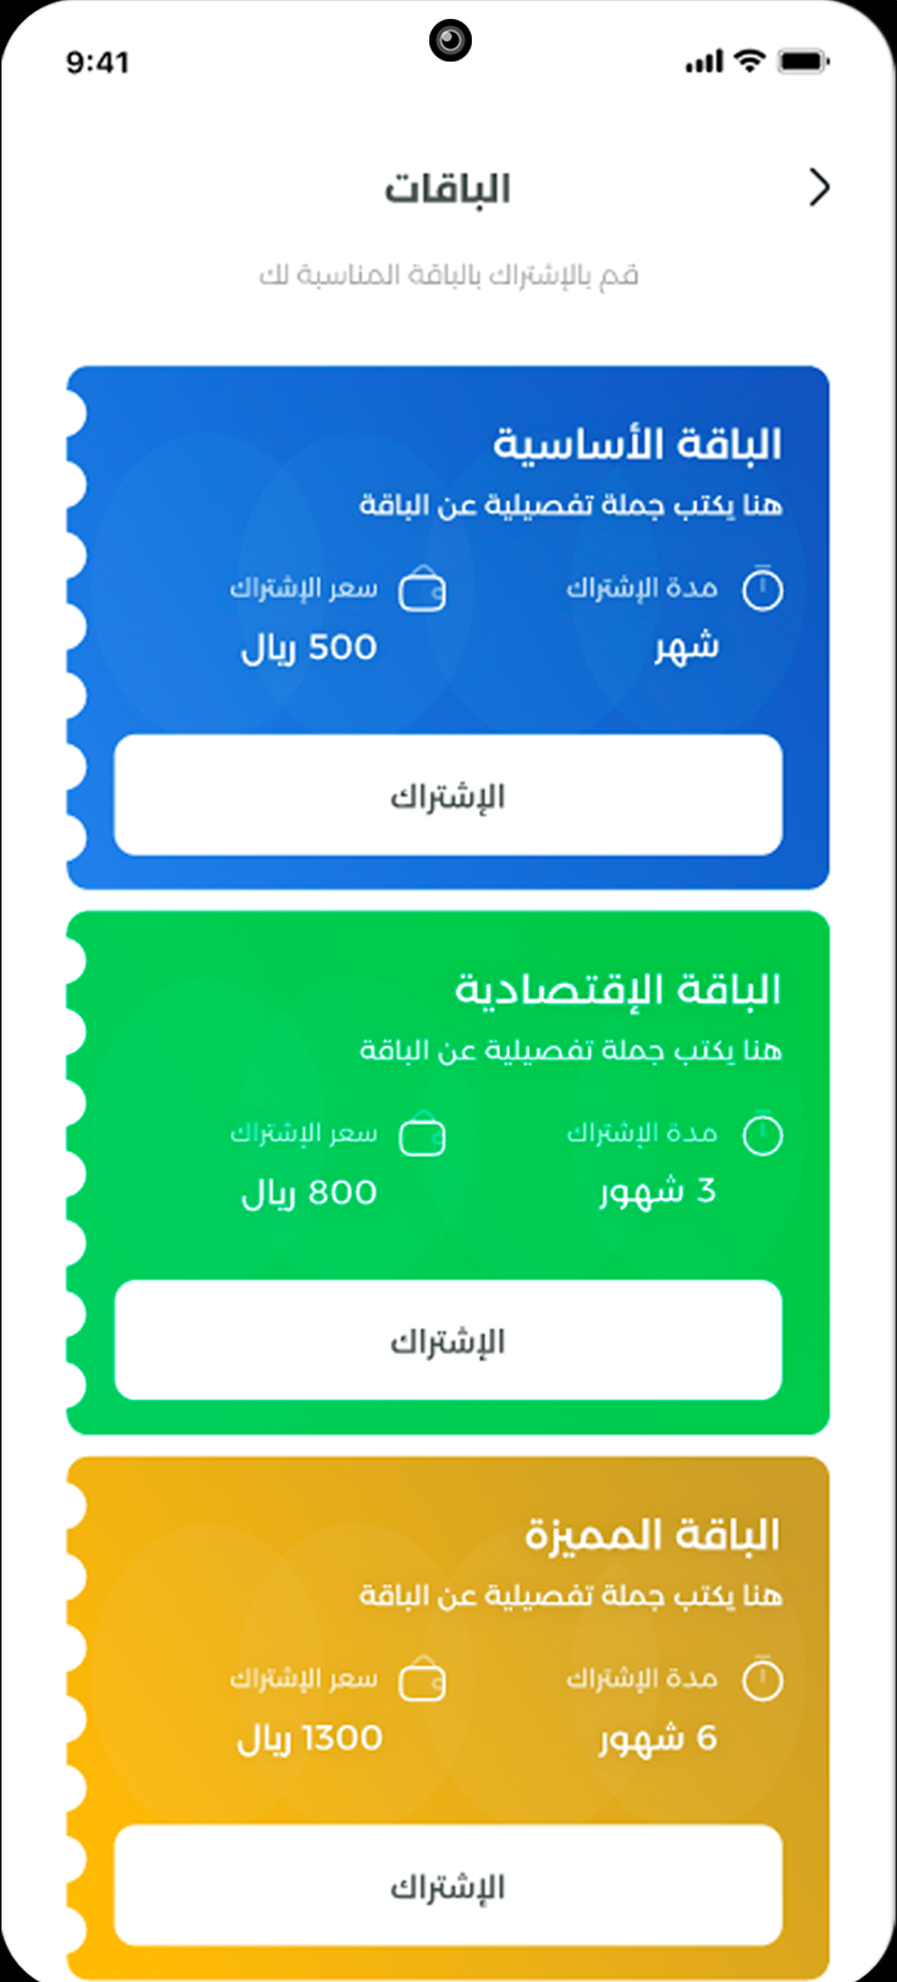 9:41
الباقات
قم بالإشتراك بالباقة المناسبة لك
الباقة الأساسية
هنا يكتب جملة تفصيلية عن الباقة
مدة الإشتراك سعر الإشتراك
شهر 500 ريال
الإشتراك
الباقة الإقتصادية
هنا يكتب جملة تفصيلية عن الباقة
مدة الإشتراك سعر الإشتراك
3 شهور 800 ريال
الإشتراك
الباقة المميزة
هنا يكتب جملة تفصيلية عن الباقة
مدة الإشتراك سعر الإشتراك
6 شهور 1300 ريال
الإشتراك